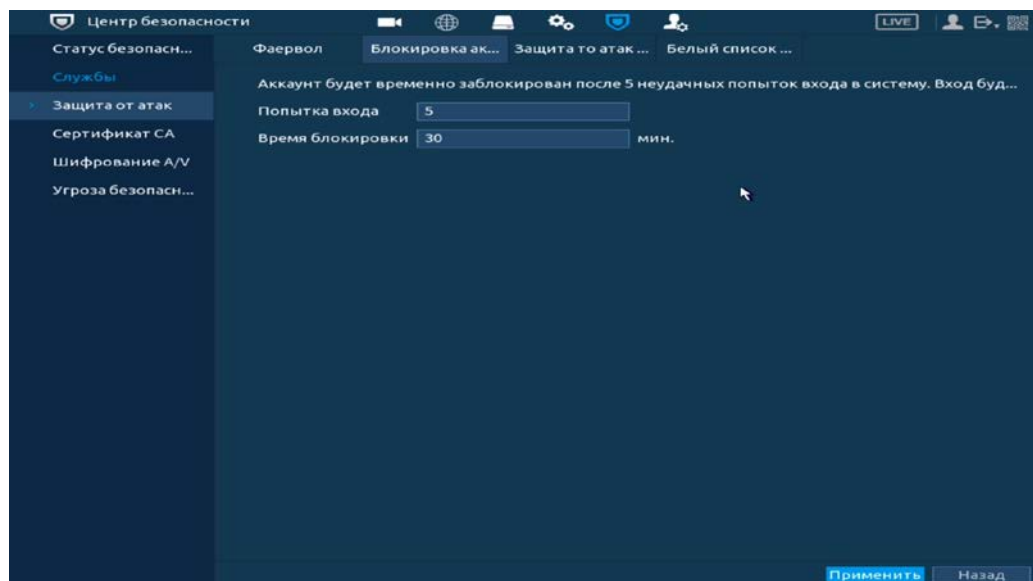 Центр безопасности
LIVE
Статус безопасн...
Службы
Защита от атак
Сертификат CA
Шифрование A/V
Угроза безопасн...
Фаервол
Блокировка ак...
Защита то атак ...
Белый список ...
Аккаунт будет временно заблокирован после 5 неудачных попыток входа в систему. Вход буд...
Попытка входа 5
Время блокировки 30 мин.
Применить
Назад